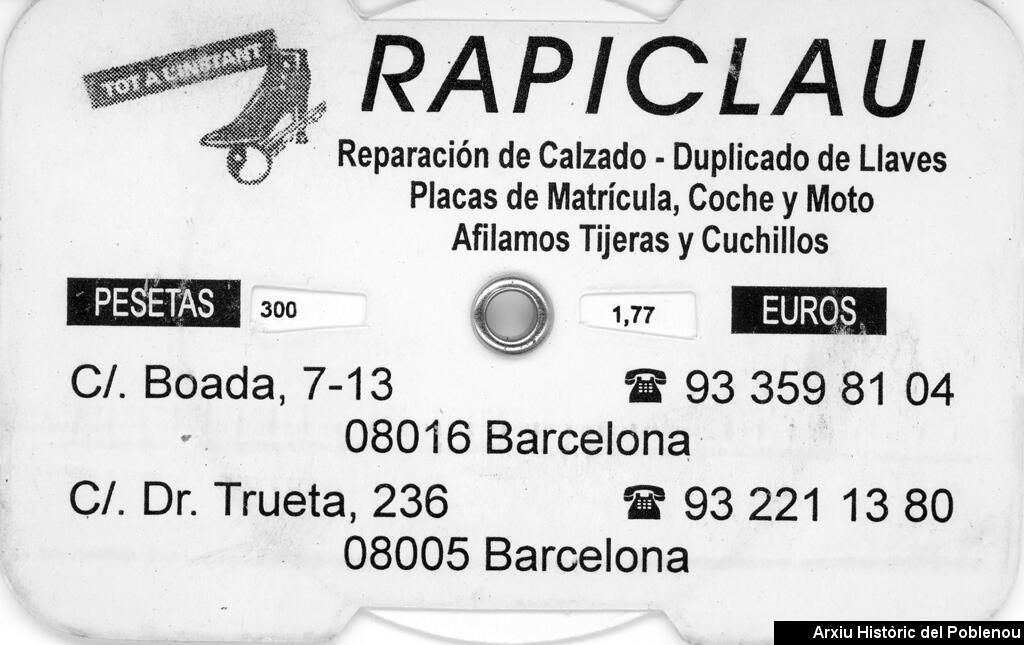 TOT A L'INSTANT
RAPICLAU
Reparación de Calzado - Duplicado de Llaves
Placas de Matrícula, Coche y Moto
Afilamos Tijeras y Cuchillos
PESETAS 300 1,77 EUROS
C/. Boada, 7-13 ☎ 93 359 81 04
08016 Barcelona
C/. Dr. Trueta, 236 ☎ 93 221 13 80
08005 Barcelona
Arxiu Històric del Poblenou